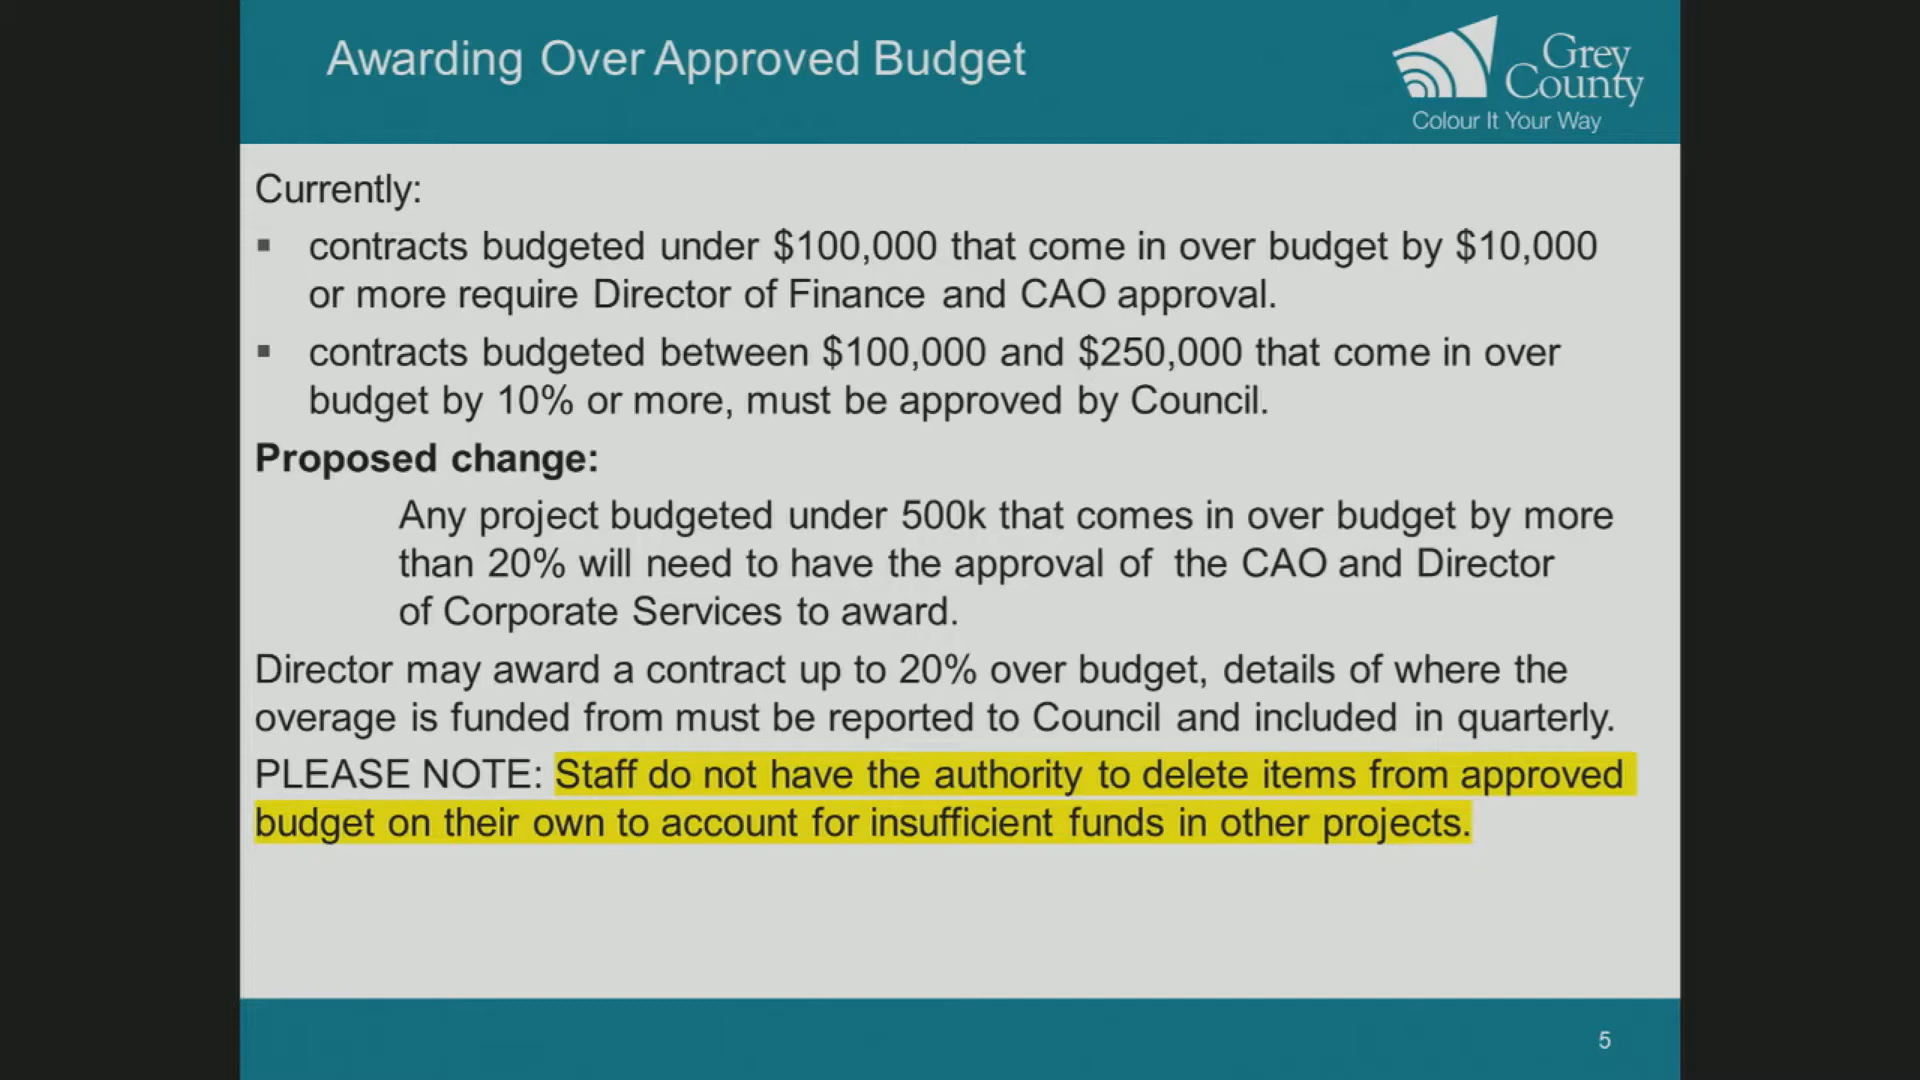 Awarding Over Approved Budget
Grey
County
Colour It Your Way
Currently:
▪ contracts budgeted under $100,000 that come in over budget by $10,000
or more require Director of Finance and CAO approval.
▪ contracts budgeted between $100,000 and $250,000 that come in over
budget by 10% or more, must be approved by Council.
Proposed change:
Any project budgeted under 500k that comes in over budget by more
than 20% will need to have the approval of the CAO and Director
of Corporate Services to award.
Director may award a contract up to 20% over budget, details of where the
overage is funded from must be reported to Council and included in quarterly.
PLEASE NOTE: Staff do not have the authority to delete items from approved
budget on their own to account for insufficient funds in other projects.
5